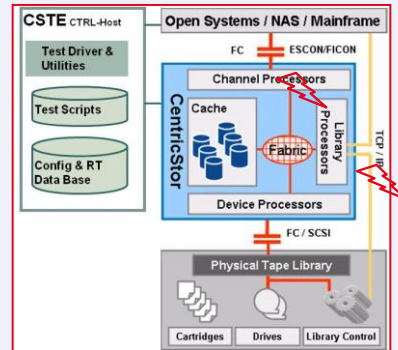 CSTE CTRL-Host
Test Driver &
Utilities
Test Scripts
Config & RT
Data Base
Open Systems / NAS / Mainframe
FC
ESCON/FICON
CentricStor
Channel Processors
Cache
Fabric
Library
Processors
TCP / IP
Device Processors
FC / SCSI
Physical Tape Library
Cartridges
Drives
Library Control